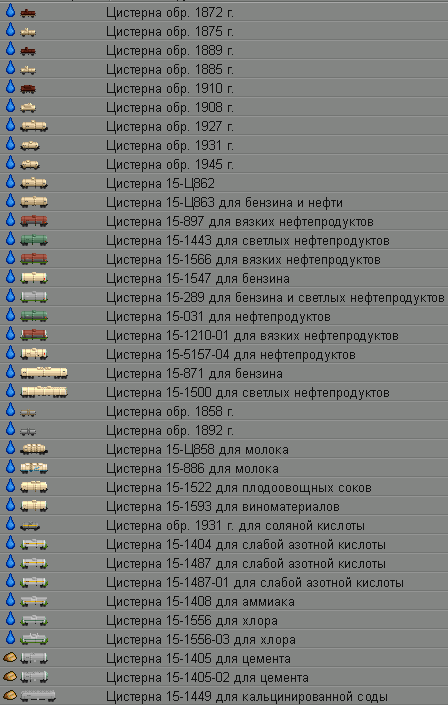 Цистерна обр. 1872 г.
Цистерна обр. 1875 г.
Цистерна обр. 1889 г.
Цистерна обр. 1885 г.
Цистерна обр. 1910 г.
Цистерна обр. 1908 г.
Цистерна обр. 1927 г.
Цистерна обр. 1931 г.
Цистерна обр. 1945 г.
Цистерна 15-Ц862
Цистерна 15-Ц863 для бензина и нефти
Цистерна 15-897 для вязких нефтепродуктов
Цистерна 15-1443 для светлых нефтепродуктов
Цистерна 15-1566 для вязких нефтепродуктов
Цистерна 15-1547 для бензина
Цистерна 15-289 для бензина и светлых нефтепродуктов
Цистерна 15-031 для нефтепродуктов
Цистерна 15-1210-01 для вязких нефтепродуктов
Цистерна 15-5157-04 для нефтепродуктов
Цистерна 15-871 для бензина
Цистерна 15-1500 для светлых нефтепродуктов
Цистерна обр. 1858 г.
Цистерна обр. 1892 г.
Цистерна 15-Ц858 для молока
Цистерна 15-886 для молока
Цистерна 15-1522 для плодоовощных соков
Цистерна 15-1593 для виноматериалов
Цистерна обр. 1931 г. для соляной кислоты
Цистерна 15-1404 для слабой азотной кислоты
Цистерна 15-1487 для слабой азотной кислоты
Цистерна 15-1487-01 для слабой азотной кислоты
Цистерна 15-1408 для аммиака
Цистерна 15-1556 для хлора
Цистерна 15-1556-03 для хлора
Цистерна 15-1405 для цемента
Цистерна 15-1405-02 для цемента
Цистерна 15-1449 для кальцинированной соды